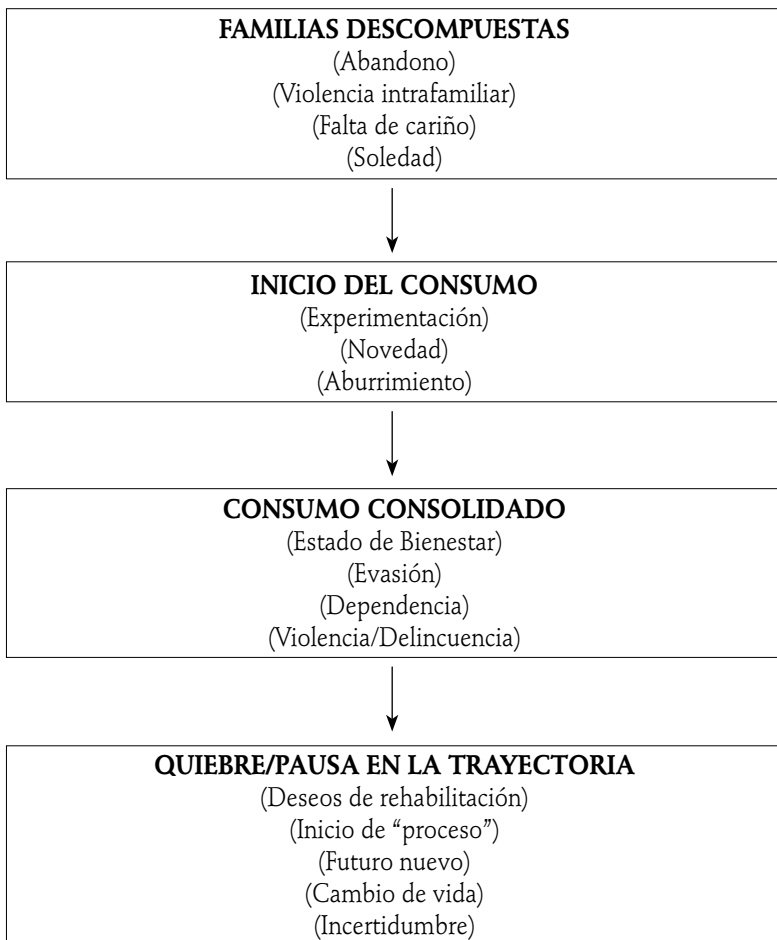 FAMILIAS DESCOMPUESTAS
(Abandono)
(Violencia intrafamiliar)
(Falta de cariño)
(Soledad)
INICIO DEL CONSUMO
(Experimentación)
(Novedad)
(Aburrimiento)
CONSUMO CONSOLIDADO
(Estado de Bienestar)
(Evasión)
(Dependencia)
(Violencia/Delincuencia)
QUIEBRE/PAUSA EN LA TRAYECTORIA
(Deseos de rehabilitación)
(Inicio de “proceso”)
(Futuro nuevo)
(Cambio de vida)
(Incertidumbre)